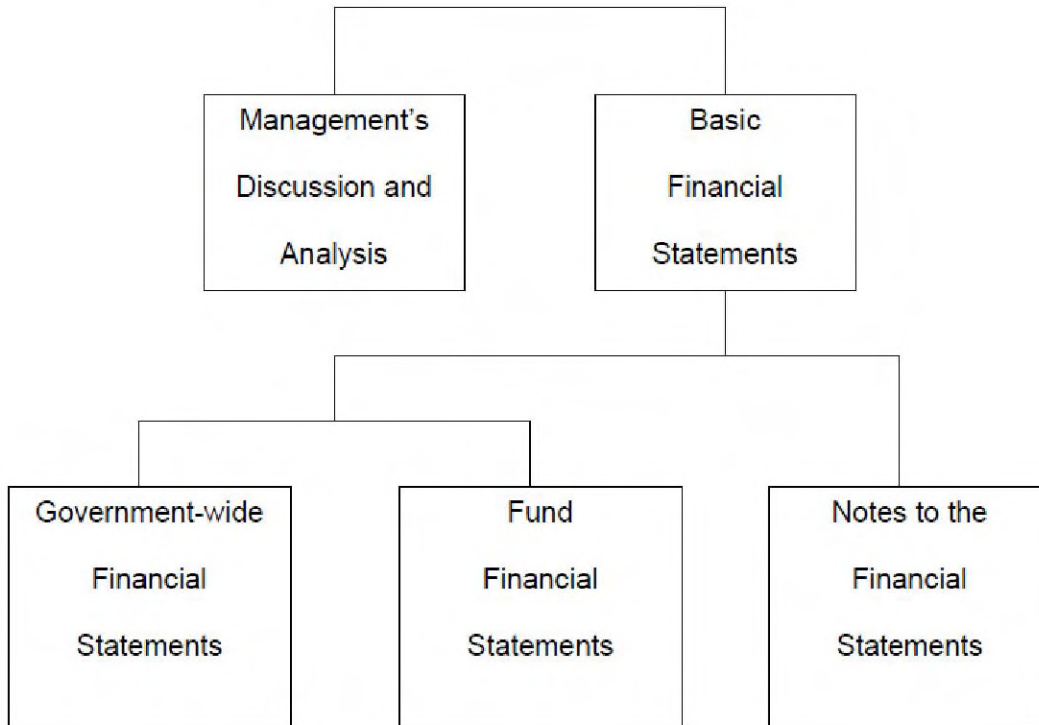 Management's
Discussion and
Analysis
Basic
Financial
Statements
Government-wide
Financial
Statements
Fund
Financial
Statements
Notes to the
Financial
Statements